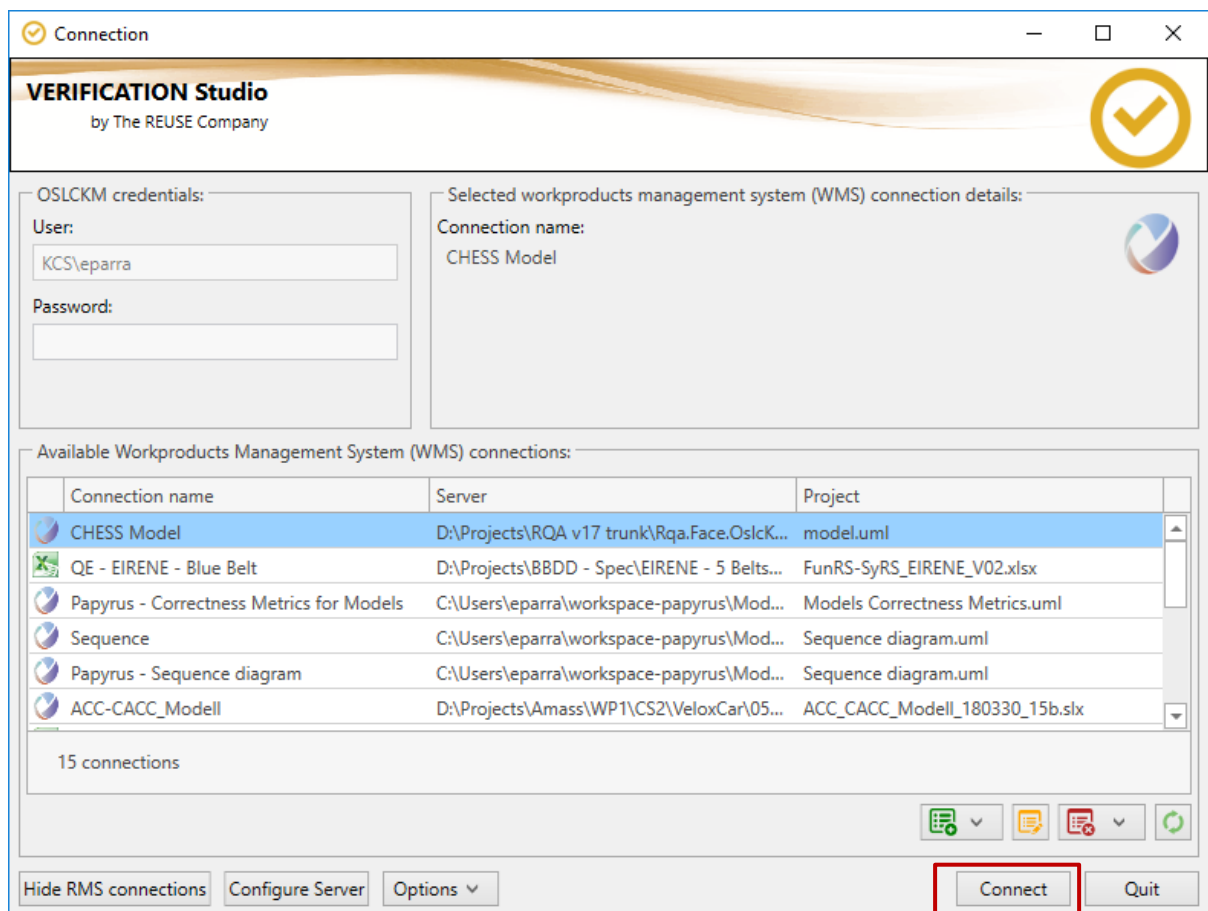 Connection
VERIFICATION Studio
by The REUSE Company
OSLCKM credentials:
User:
KCS\eparra
Password:
Selected workproducts management system (WMS) connection details:
Connection name:
CHESS Model
Available Workproducts Management System (WMS) connections:
Connection name Server Project
CHESS Model D:\Projects\RQA v17 trunk\Rqa.Face.OslcK... model.uml
QE - EIRENE - Blue Belt D:\Projects\BBDD - Spec\EIRENE - 5 Belts... FunRS-SyRS_EIRENE_V02.xlsx
Papyrus - Correctness Metrics for Models C:\Users\eparra\workspace-papyrus\Mod... Models Correctness Metrics.uml
Sequence C:\Users\eparra\workspace-papyrus\Mod... Sequence diagram.uml
Papyrus - Sequence diagram C:\Users\eparra\workspace-papyrus\Mod... Sequence diagram.uml
ACC-CACC_Modell D:\Projects\Amass\WP1\CS2\VeloxCar\05... ACC_CACC_Modell_180330_15b.slx
15 connections
Hide RMS connections Configure Server Options Connect Quit